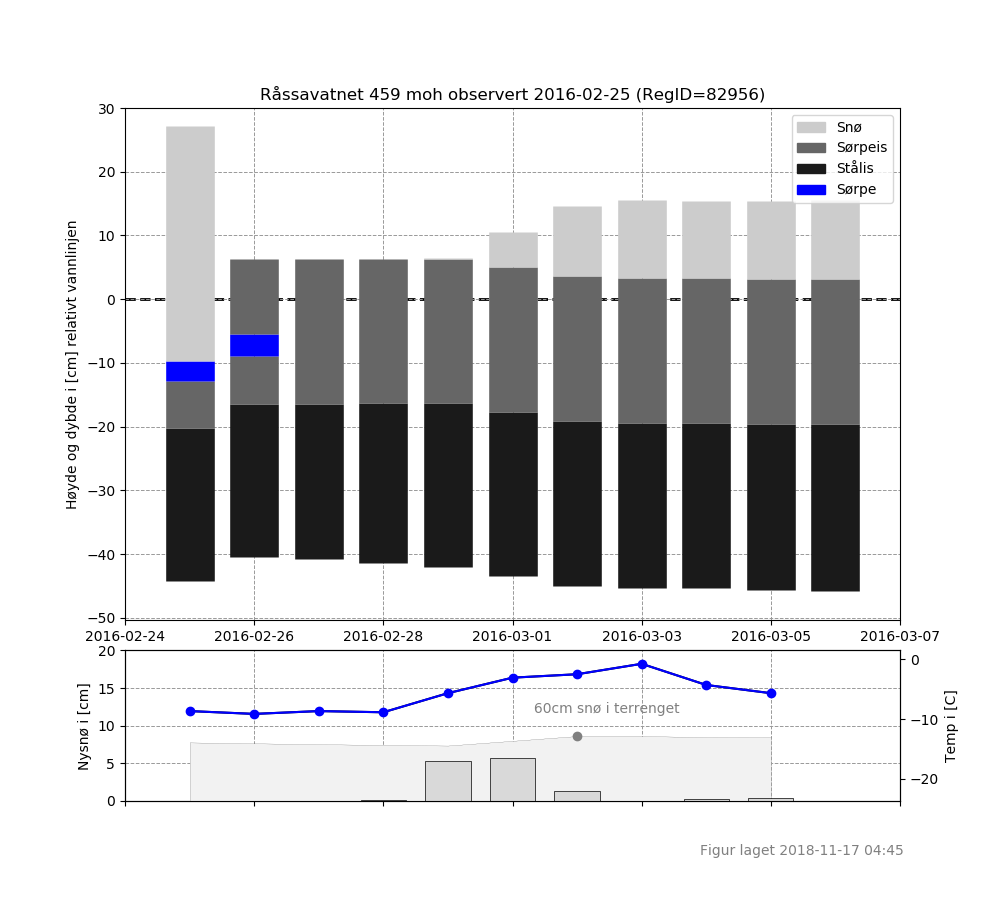 Råssavatnet 459 moh observert 2016-02-25 (RegID=82956)
Høyde og dybde i [cm] relativt vannlinjen
30
20
10
0
−10
−20
−30
−40
−50
Snø
Sørpeis
Stålis
Sørpe
2016-02-24 2016-02-26 2016-02-28 2016-03-01 2016-03-03 2016-03-05 2016-03-07
Nysnø i [cm]
20
15
10
5
0
60cm snø i terrenget
0
−10
−20
Temp i [C]
Figur laget 2018-11-17 04:45